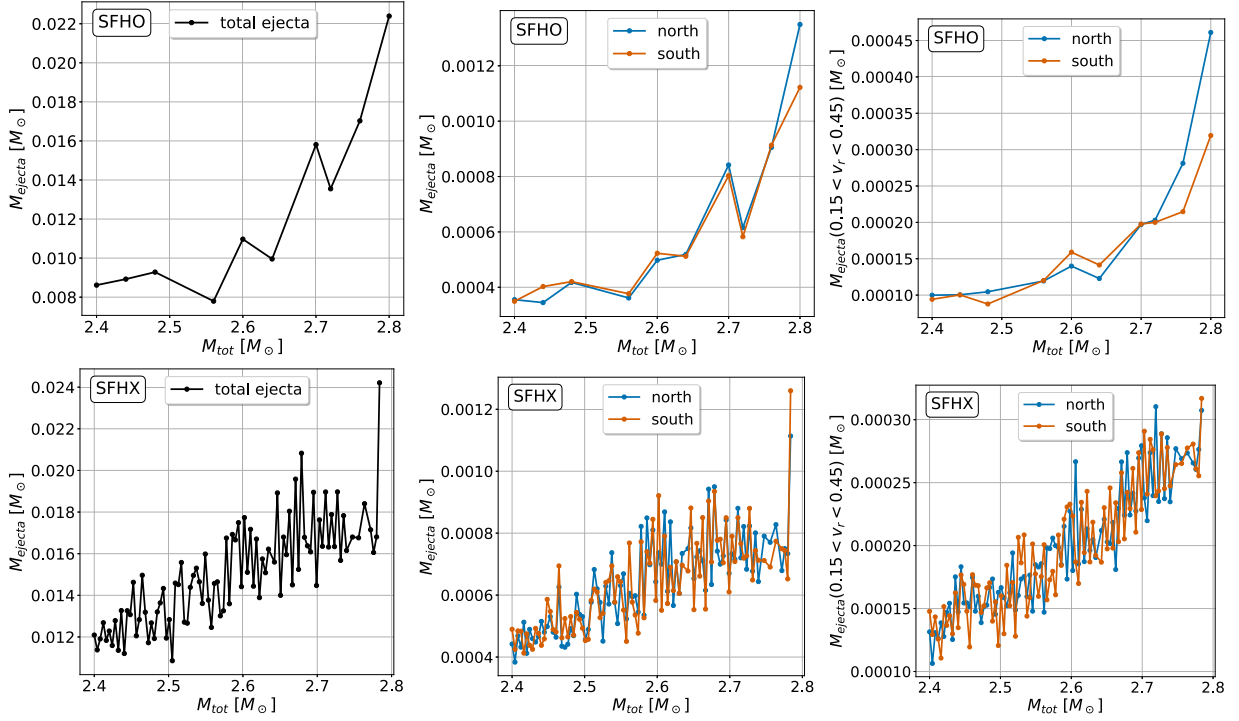 SFHO
total ejecta
0.022
0.020
0.018
0.016
0.014
0.012
0.010
0.008
M_ejecta [M_⊙]
2.4 2.5 2.6 2.7 2.8
M_tot [M_⊙]
SFHO
north
south
0.0012
0.0010
0.0008
0.0006
0.0004
M_ejecta [M_⊙]
2.4 2.5 2.6 2.7 2.8
M_tot [M_⊙]
SFHO
north
south
0.00045
0.00040
0.00035
0.00030
0.00025
0.00020
0.00015
0.00010
M_ejecta(0.15 < v_r < 0.45) [M_⊙]
2.4 2.5 2.6 2.7 2.8
M_tot [M_⊙]
SFHX
total ejecta
0.024
0.022
0.020
0.018
0.016
0.014
0.012
M_ejecta [M_⊙]
2.4 2.5 2.6 2.7 2.8
M_tot [M_⊙]
SFHX
north
south
0.0012
0.0010
0.0008
0.0006
0.0004
M_ejecta [M_⊙]
2.4 2.5 2.6 2.7 2.8
M_tot [M_⊙]
SFHX
north
south
0.00030
0.00025
0.00020
0.00015
0.00010
M_ejecta(0.15 < v_r < 0.45) [M_⊙]
2.4 2.5 2.6 2.7 2.8
M_tot [M_⊙]